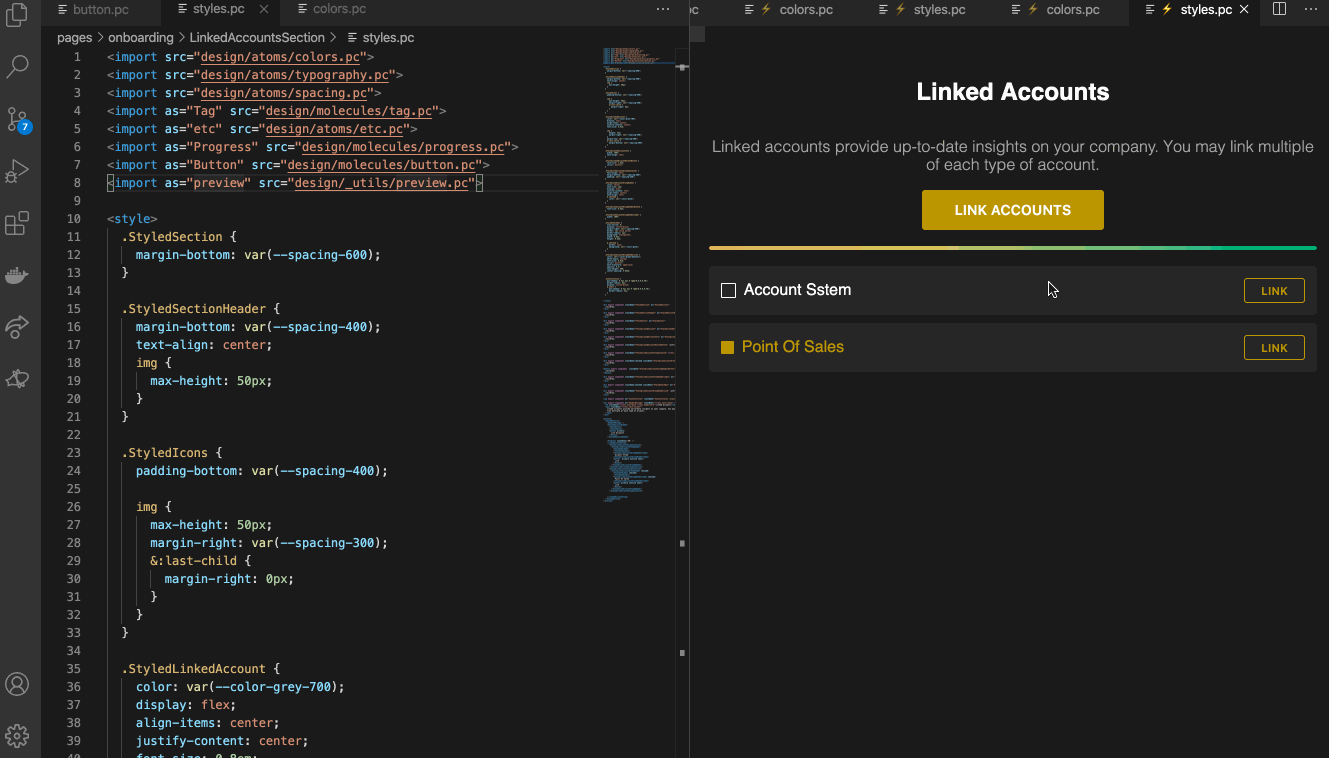 button.pc styles.pc colors.pc ...
pages > onboarding > LinkedAccountsSection > styles.pc
1 <import src="design/atoms/colors.pc">
2 <import src="design/atoms/typography.pc">
3 <import src="design/atoms/spacing.pc">
4 <import as="Tag" src="design/molecules/tag.pc">
5 <import as="etc" src="design/atoms/etc.pc">
6 <import as="Progress" src="design/molecules/progress.pc">
7 <import as="Button" src="design/molecules/button.pc">
8 <import as="preview" src="design/_utils/preview.pc">
9
10 <style>
11 .StyledSection {
12 margin-bottom: var(--spacing-600);
13 }
14
15 .StyledSectionHeader {
16 margin-bottom: var(--spacing-400);
17 text-align: center;
18 img {
19 max-height: 50px;
20 }
21 }
22
23 .StyledIcons {
24 padding-bottom: var(--spacing-400);
25
26 img {
27 max-height: 50px;
28 margin-right: var(--spacing-300);
29 &:last-child {
30 margin-right: 0px;
31 }
32 }
33 }
34
35 .StyledLinkedAccount {
36 color: var(--color-grey-700);
37 display: flex;
38 align-items: center;
39 justify-content: center;
40 font-size: 0.8em;
7
pc colors.pc styles.pc colors.pc styles.pc ...
Linked Accounts
Linked accounts provide up-to-date insights on your company. You may link multiple
of each type of account.
LINK ACCOUNTS
Account Sstem LINK
Point Of Sales LINK